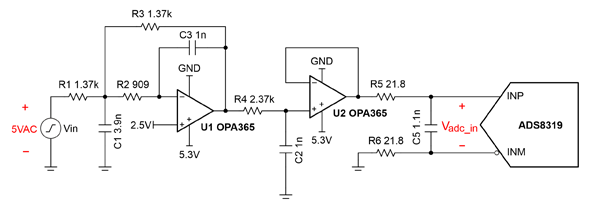 R3 1.37k
C3 1n
GND
GND
R1 1.37k
R2 909
R5 21.8
INP
+
5VAC
−
Vin
C1 3.9n
2.5V
−
+
+
U1 OPA365
5.3V
R4 2.37k
−
+
+
U2 OPA365
5.3V
C2 1n
R6 21.8
C5 1.1n
+
Vadc_in
−
ADS8319
INM